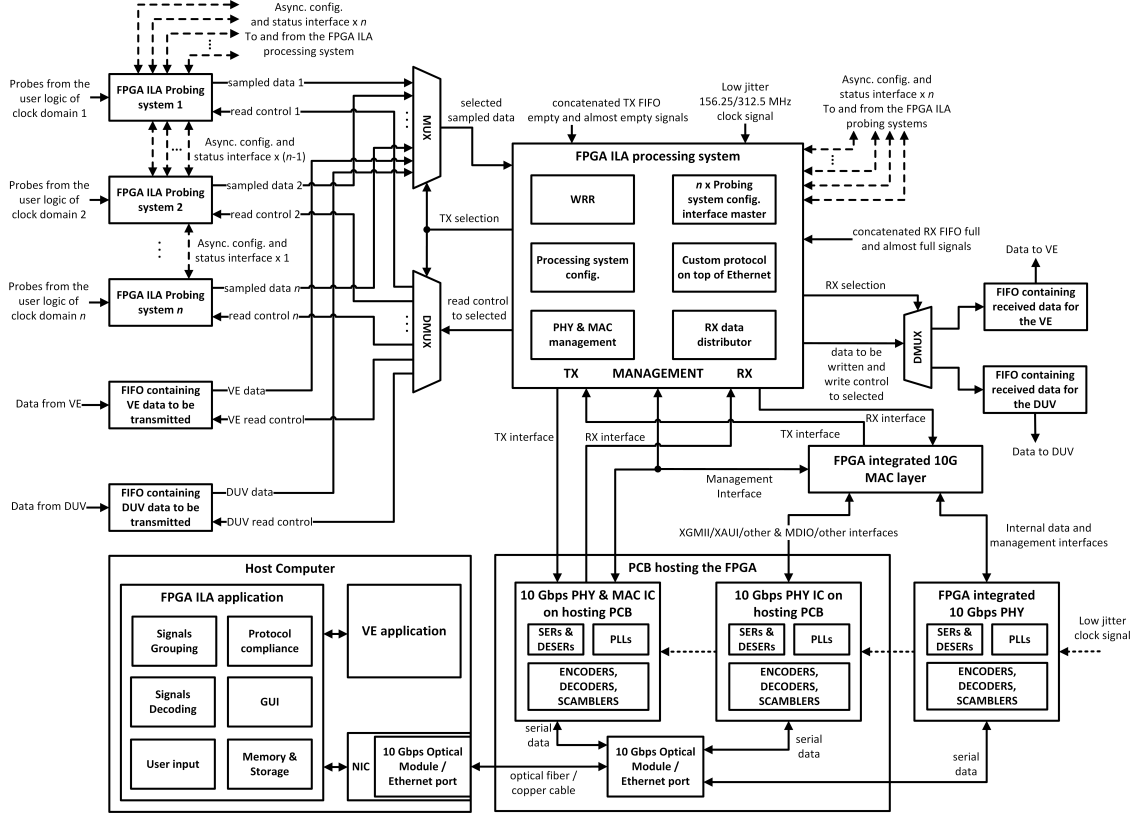 Async. config.
and status interface x n
To and from the FPGA ILA
processing system
Probes from the
user logic of
clock domain 1
FPGA ILA Probing
system 1
sampled data 1
read control 1
Async. config. and
status interface x (n-1)
Probes from the
user logic of
clock domain 2
FPGA ILA Probing
system 2
sampled data 2
read control 2
Async. config. and
status interface x 1
Probes from the
user logic of
clock domain n
FPGA ILA Probing
system n
sampled data n
read control n
Data from VE
FIFO containing
VE data to be
transmitted
VE data
VE read control
Data from DUV
FIFO containing
DUV data to be
transmitted
DUV data
DUV read control
MUX
selected
sampled data
TX selection
DMUX
read control
to selected
concatenated TX FIFO
empty and almost empty signals
Low jitter
156.25/312.5 MHz
clock signal
Async. config. and
status interface x n
To and from the FPGA ILA
probing systems
FPGA ILA processing system
WRR
n x Probing
system config.
interface master
Processing system
config.
Custom protocol
on top of Ethernet
PHY & MAC
management
RX data
distributor
TX MANAGEMENT RX
concatenated RX FIFO full
and almost full signals
RX selection
DMUX
data to be
written and
write control
to selected
Data to VE
FIFO containing
received data for
the VE
FIFO containing
received data for
the DUV
Data to DUV
TX interface
RX interface
TX interface
RX interface
Management
Interface
FPGA integrated 10G
MAC layer
XGMII/XAUI/other & MDIO/other interfaces
Internal data and
management interfaces
Host Computer
FPGA ILA application
Signals
Grouping
Protocol
compliance
Signals
Decoding
GUI
User input
Memory &
Storage
VE application
NIC
10 Gbps Optical
Module /
Ethernet port
optical fiber /
copper cable
PCB hosting the FPGA
10 Gbps PHY & MAC IC
on hosting PCB
SERs &
DESERs
PLLs
ENCODERS,
DECODERS,
SCAMBLERS
10 Gbps PHY IC on
hosting PCB
SERs &
DESERs
PLLs
ENCODERS,
DECODERS,
SCAMBLERS
FPGA integrated
10 Gbps PHY
SERs &
DESERs
PLLs
ENCODERS,
DECODERS,
SCAMBLERS
Low jitter
clock signal
serial
data
10 Gbps Optical
Module /
Ethernet port
serial
data
serial
data